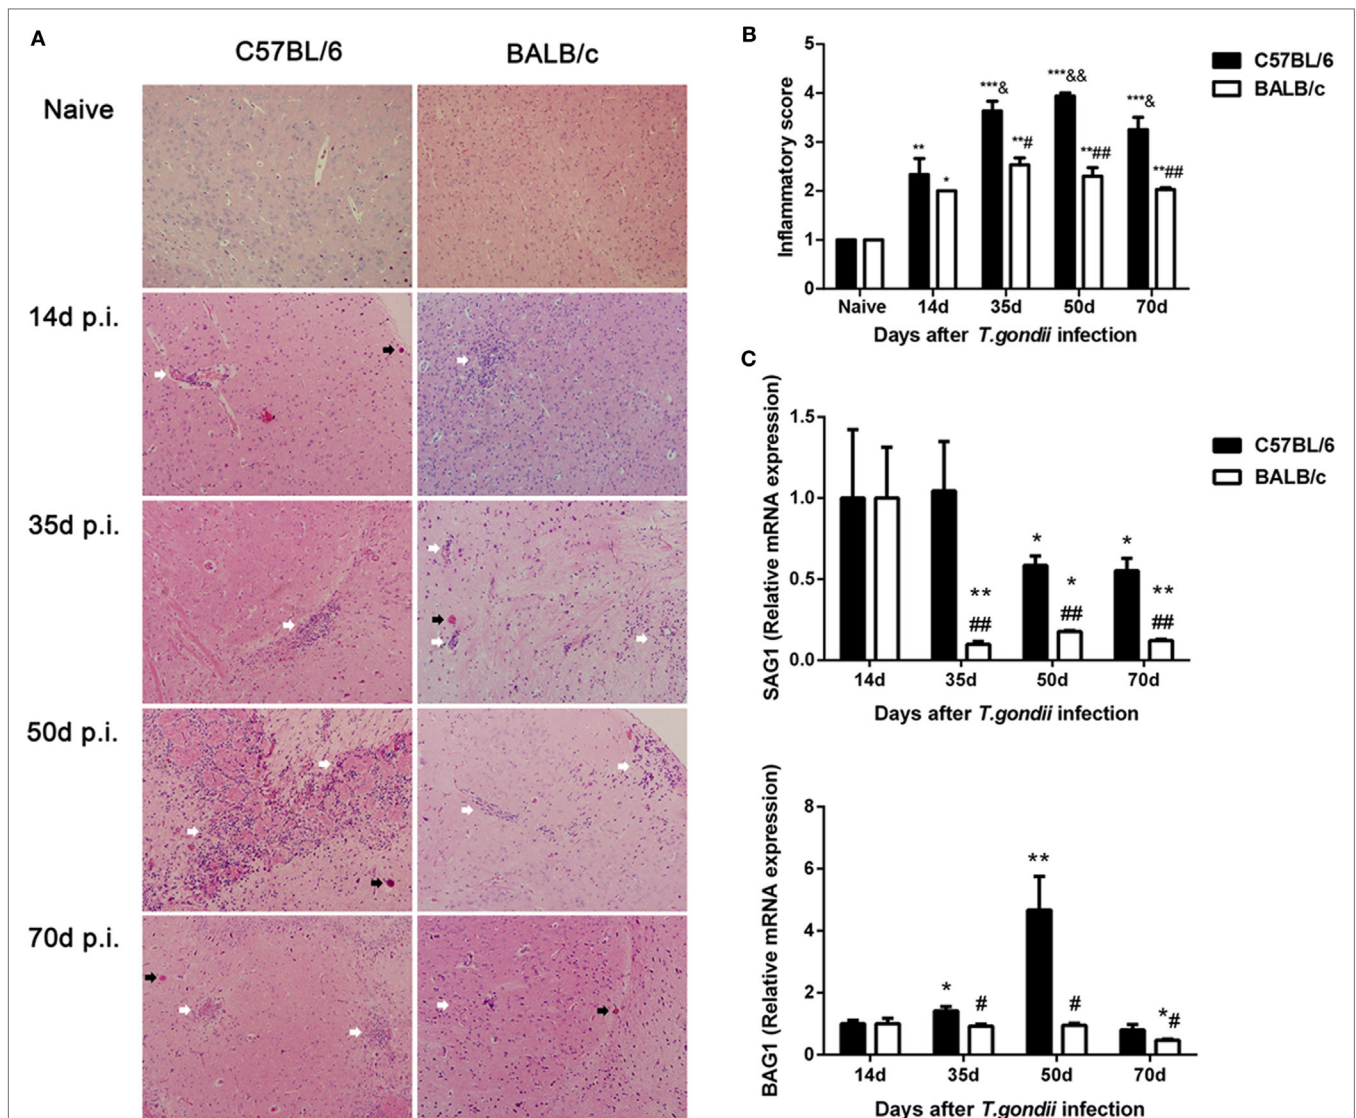 A
C57BL/6 BALB/c
Naive
14d p.i.
35d p.i.
50d p.i.
70d p.i.
B
Inflammatory score
5
4
3
2
1
0
** * ***& **# ***&& **## ***& **##
Naive 14d 35d 50d 70d
Days after T.gondii infection
C57BL/6
BALB/c
C
SAG1 (Relative mRNA expression)
1.5
1.0
0.5
0.0
** ## * * ## * ** ##
14d 35d 50d 70d
Days after T.gondii infection
C57BL/6
BALB/c
BAG1 (Relative mRNA expression)
8
6
4
2
0
* # ** # *#
14d 35d 50d 70d
Days after T.gondii infection